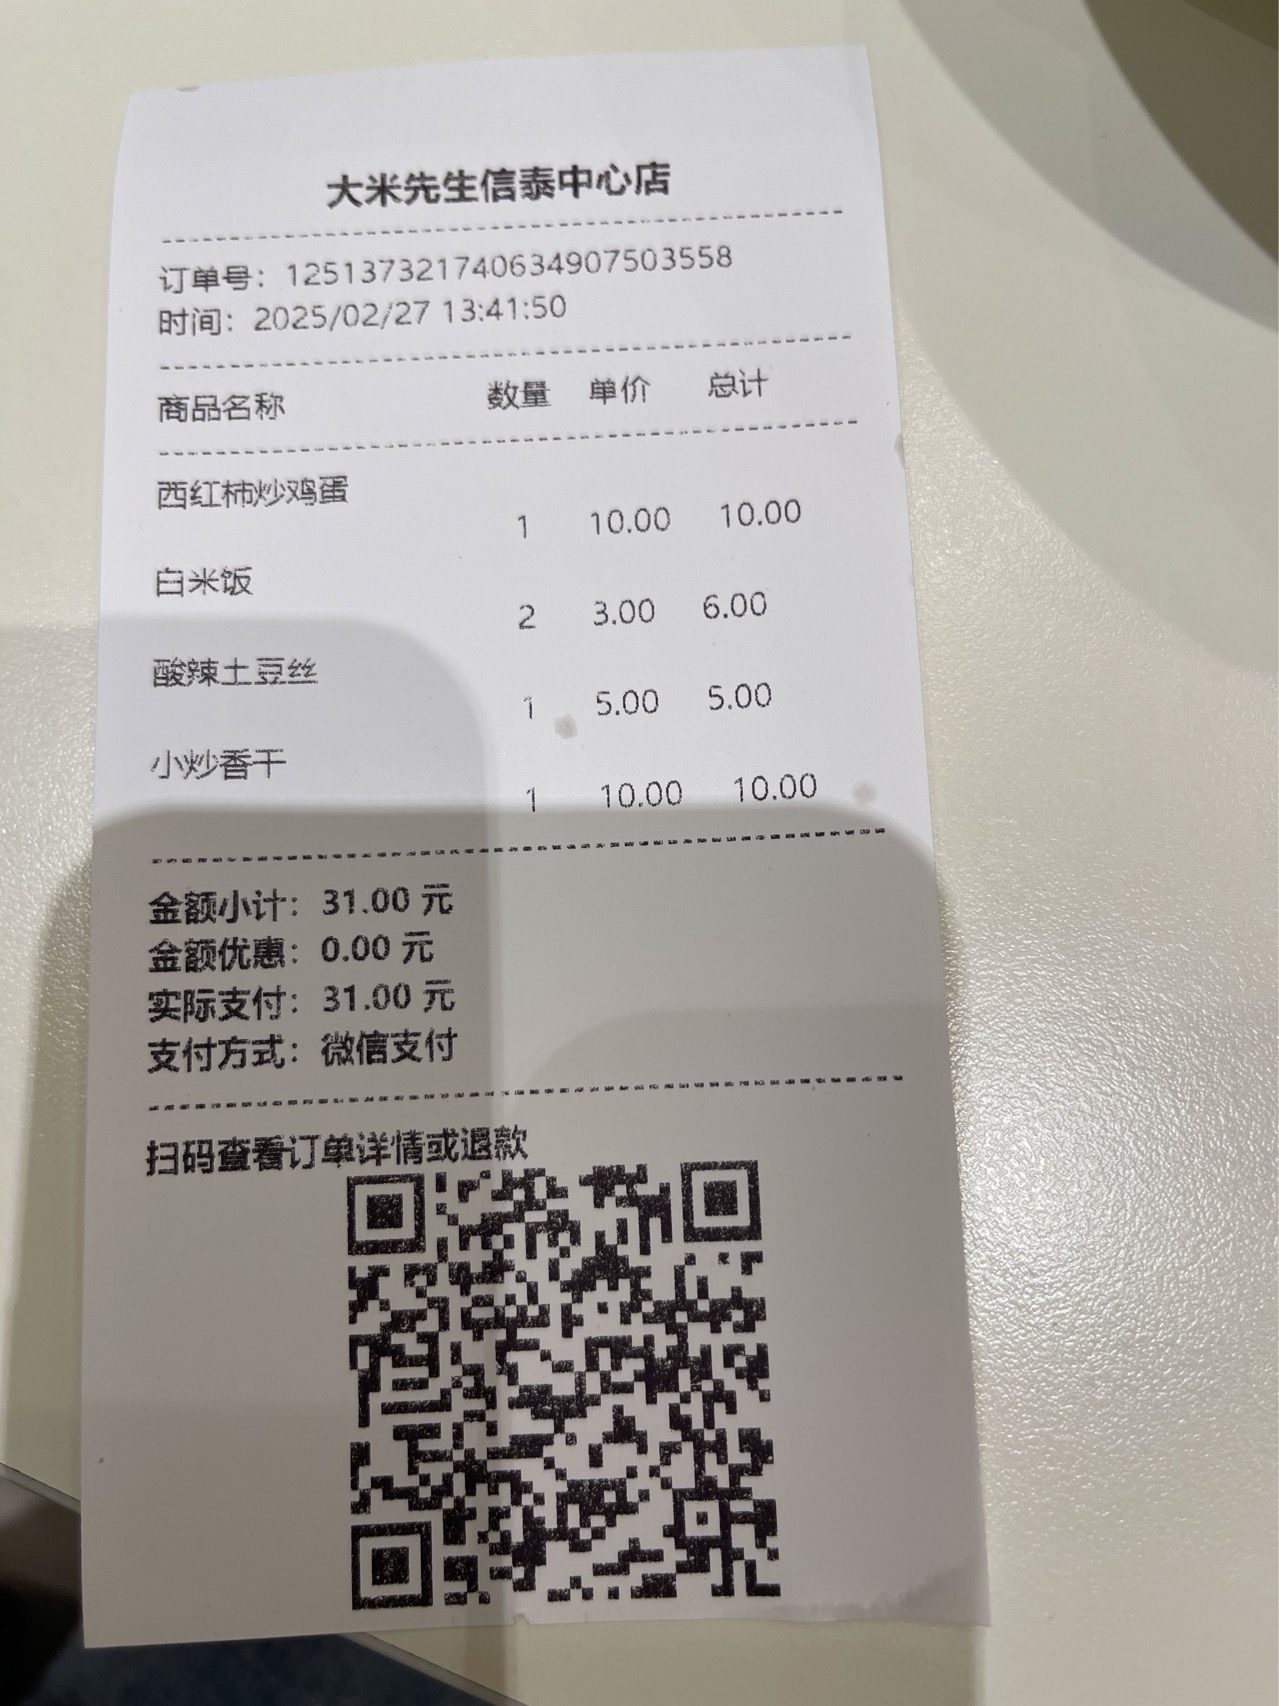 大米先生信泰中心店
订单号：12513732174063490​7503558
时间：2025/02/27 13:41:50
商品名称 数量 单价 总计
西红柿炒鸡蛋
1 10.00 10.00
白米饭
2 3.00 6.00
酸辣土豆丝
1 5.00 5.00
小炒香干
1 10.00 10.00
金额小计：31.00 元
金额优惠：0.00 元
实际支付：31.00 元
支付方式：微信支付
扫码查看订单详情或退款